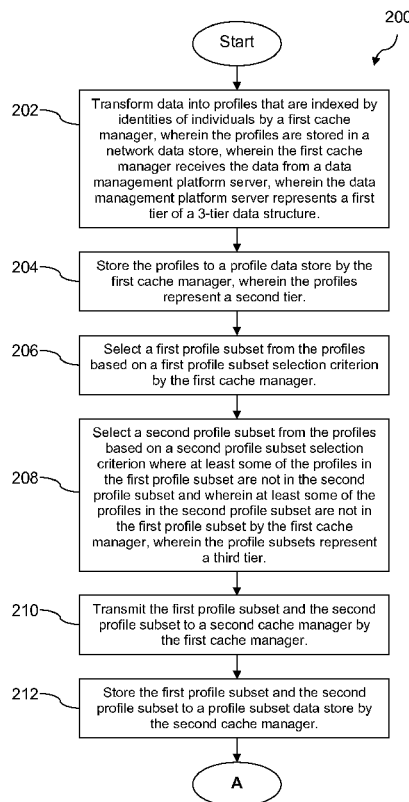 200
Start
202
Transform data into profiles that are indexed by
identities of individuals by a first cache
manager, wherein the profiles are stored in a
network data store, wherein the first cache
manager receives the data from a data
management platform server, wherein the data
management platform server represents a first
tier of a 3-tier data structure.
204
Store the profiles to a profile data store by the
first cache manager, wherein the profiles
represent a second tier.
206
Select a first profile subset from the profiles
based on a first profile subset selection criterion
by the first cache manager.
208
Select a second profile subset from the profiles
based on a second profile subset selection
criterion where at least some of the profiles in
the first profile subset are not in the second
profile subset and wherein at least some of the
profiles in the second profile subset are not in
the first profile subset by the first cache
manager, wherein the profile subsets represent
a third tier.
210
Transmit the first profile subset and the second
profile subset to a second cache manager by
the first cache manager.
212
Store the first profile subset and the second
profile subset to a profile subset data store by
the second cache manager.
A